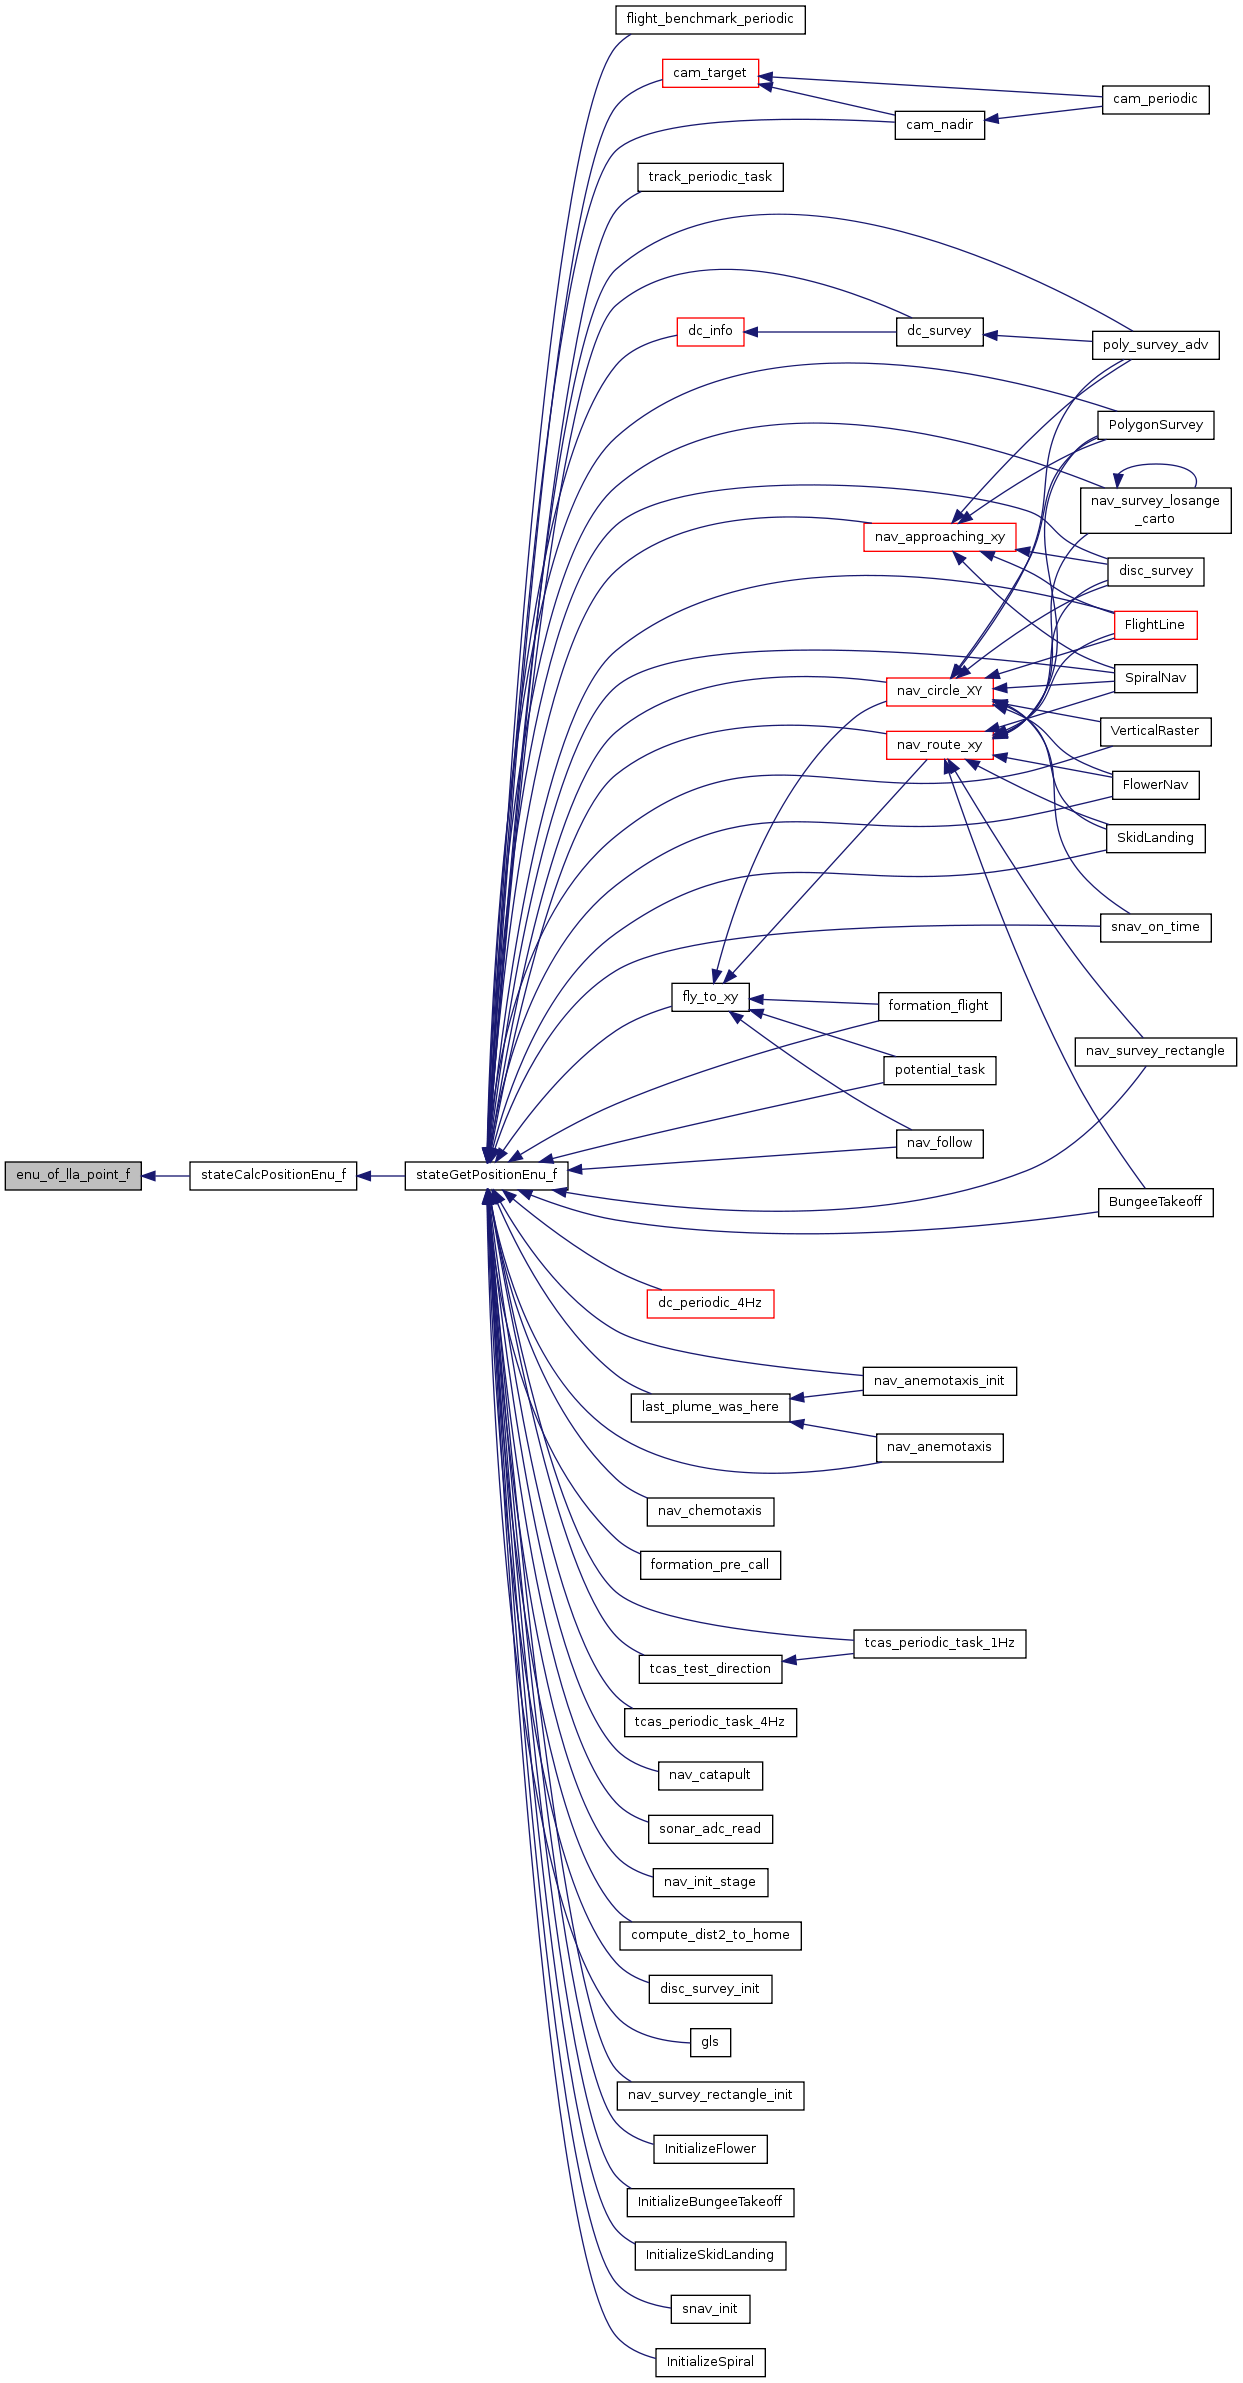 flight_benchmark_periodic
cam_target
cam_periodic
cam_nadir
track_periodic_task
dc_info
dc_survey
poly_survey_adv
PolygonSurvey
nav_survey_losange
_carto
nav_approaching_xy
disc_survey
FlightLine
SpiralNav
nav_circle_XY
VerticalRaster
nav_route_xy
FlowerNav
SkidLanding
snav_on_time
fly_to_xy
formation_flight
nav_survey_rectangle
potential_task
nav_follow
enu_of_lla_point_f
stateCalcPositionEnu_f
stateGetPositionEnu_f
BungeeTakeoff
dc_periodic_4Hz
nav_anemotaxis_init
last_plume_was_here
nav_anemotaxis
nav_chemotaxis
formation_pre_call
tcas_periodic_task_1Hz
tcas_test_direction
tcas_periodic_task_4Hz
nav_catapult
sonar_adc_read
nav_init_stage
compute_dist2_to_home
disc_survey_init
gls
nav_survey_rectangle_init
InitializeFlower
InitializeBungeeTakeoff
InitializeSkidLanding
snav_init
InitializeSpiral